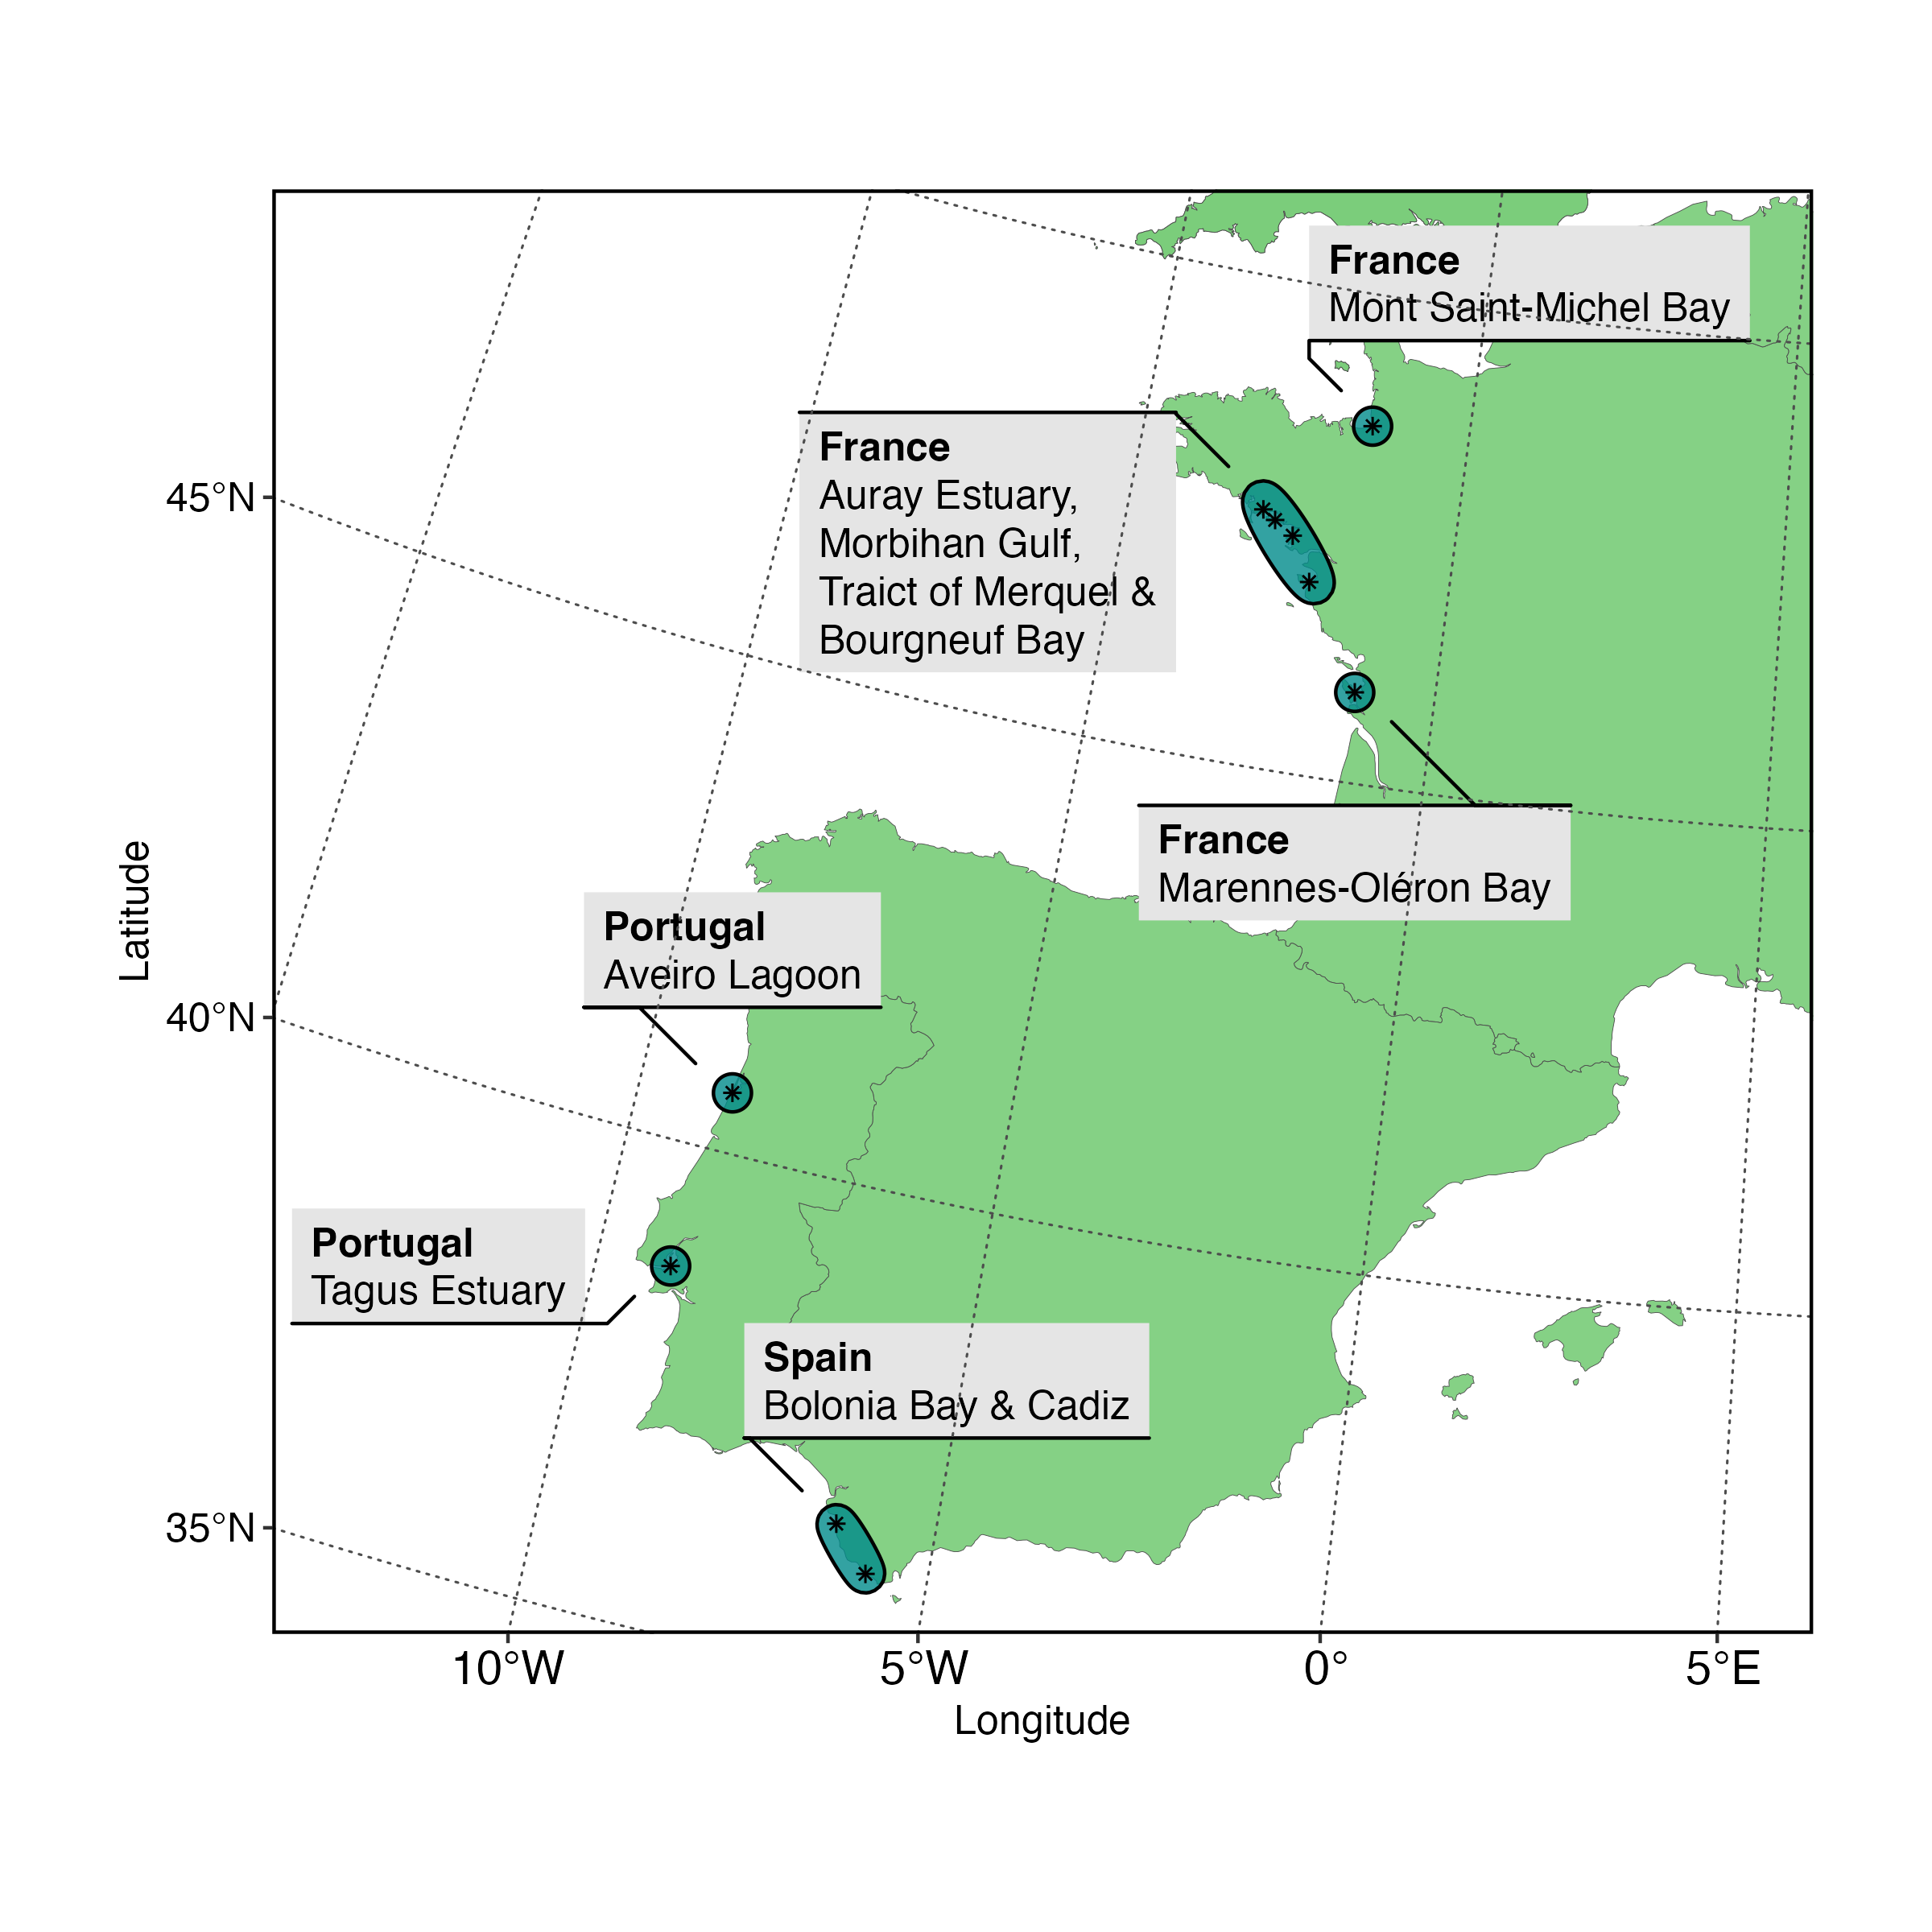 France
Mont Saint-Michel Bay
France
Auray Estuary,
Morbihan Gulf,
Traict of Merquel &
Bourgneuf Bay
45°N
France
Marennes-Oléron Bay
Portugal
Aveiro Lagoon
40°N
Latitude
Portugal
Tagus Estuary
Spain
Bolonia Bay & Cadiz
35°N
10°W
5°W
0°
5°E
Longitude